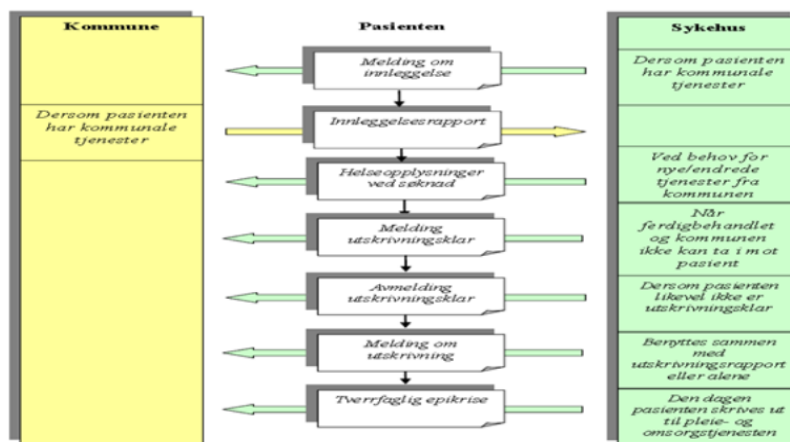 Kommune
Pasienten
Sykehus
Melding om
innleggelse
Dersom pasienten
har kommunale
tjenester
Dersom pasienten
har kommunale
tjenester
Innleggelsesrapport
Helseopplysninger
ved søknad
Ved behov for
nye/endrede
tjenester fra
kommunen
Melding
utskrivningsklar
Når
ferdigbehandlet
og kommunen
ikke kan ta i mot
pasient
Avmelding
utskrivningsklar
Dersom pasienten
likevel ikke er
utskrivningsklar
Melding om
utskrivning
Benyttes sammen
med
utskrivningsrapport
eller alene
Tverrfaglig epikrise
Den dagen
pasienten skrives ut
til pleie- og
omsorgstjenesten